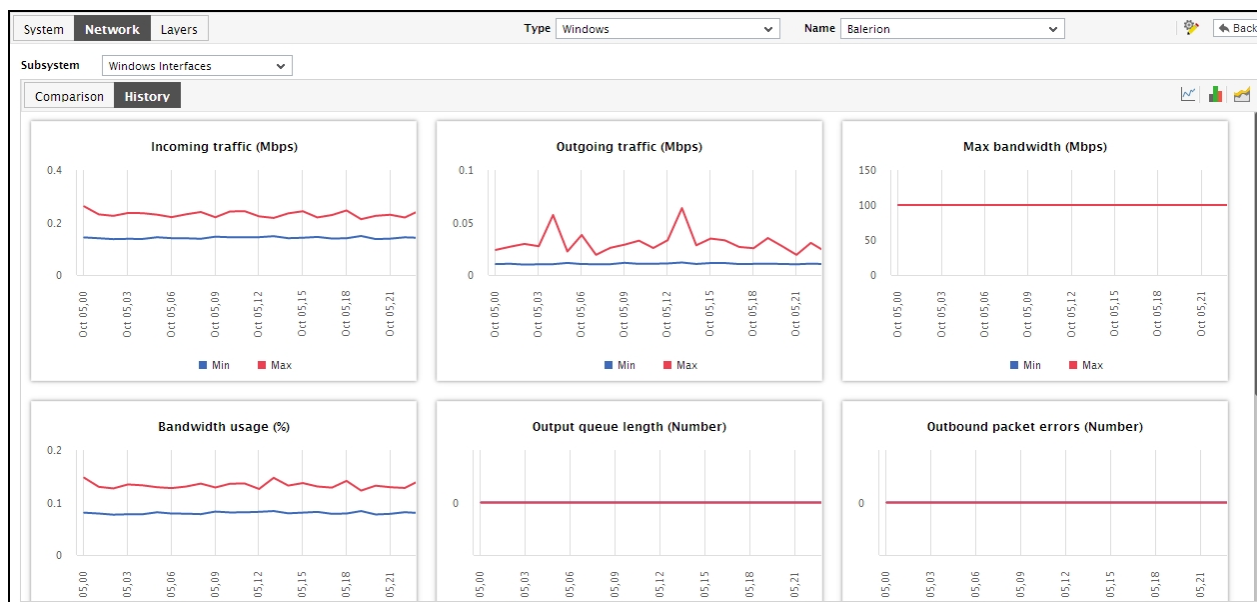 System Network Layers Type Windows Name Balerion Back
Subsystem Windows Interfaces
Comparison History
Incoming traffic (Mbps)
0.4
0.2
0
Oct 05,00 Oct 05,03 Oct 05,06 Oct 05,09 Oct 05,12 Oct 05,15 Oct 05,18 Oct 05,21
Min Max
Outgoing traffic (Mbps)
0.1
0.05
0
Oct 05,00 Oct 05,03 Oct 05,06 Oct 05,09 Oct 05,12 Oct 05,15 Oct 05,18 Oct 05,21
Min Max
Max bandwidth (Mbps)
150
100
50
0
Oct 05,00 Oct 05,03 Oct 05,06 Oct 05,09 Oct 05,12 Oct 05,15 Oct 05,18 Oct 05,21
Min Max
Bandwidth usage (%)
0.2
0.1
0
05,00 05,03 05,06 05,09 05,12 05,15 05,18 05,21
Output queue length (Number)
0
05,00 05,03 05,06 05,09 05,12 05,15 05,18 05,21
Outbound packet errors (Number)
0
05,00 05,03 05,06 05,09 05,12 05,15 05,18 05,21